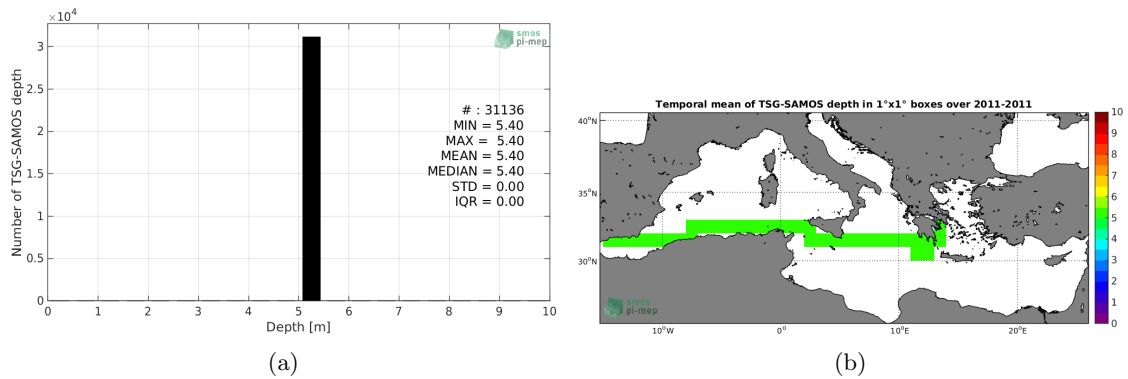 ×10⁴
smos
pi-mep
3
2.5
2
1.5
1
0.5
0
Number of TSG-SAMOS depth
# : 31136
MIN = 5.40
MAX = 5.40
MEAN = 5.40
MEDIAN = 5.40
STD = 0.00
IQR = 0.00
0 1 2 3 4 5 6 7 8 9 10
Depth [m]
(a)
Temporal mean of TSG-SAMOS depth in 1°x1° boxes over 2011-2011
40°N
35°N
30°N
smos
pi-mep
10°W 0° 10°E 20°E
10
9
8
7
6
5
4
3
2
1
0
(b)